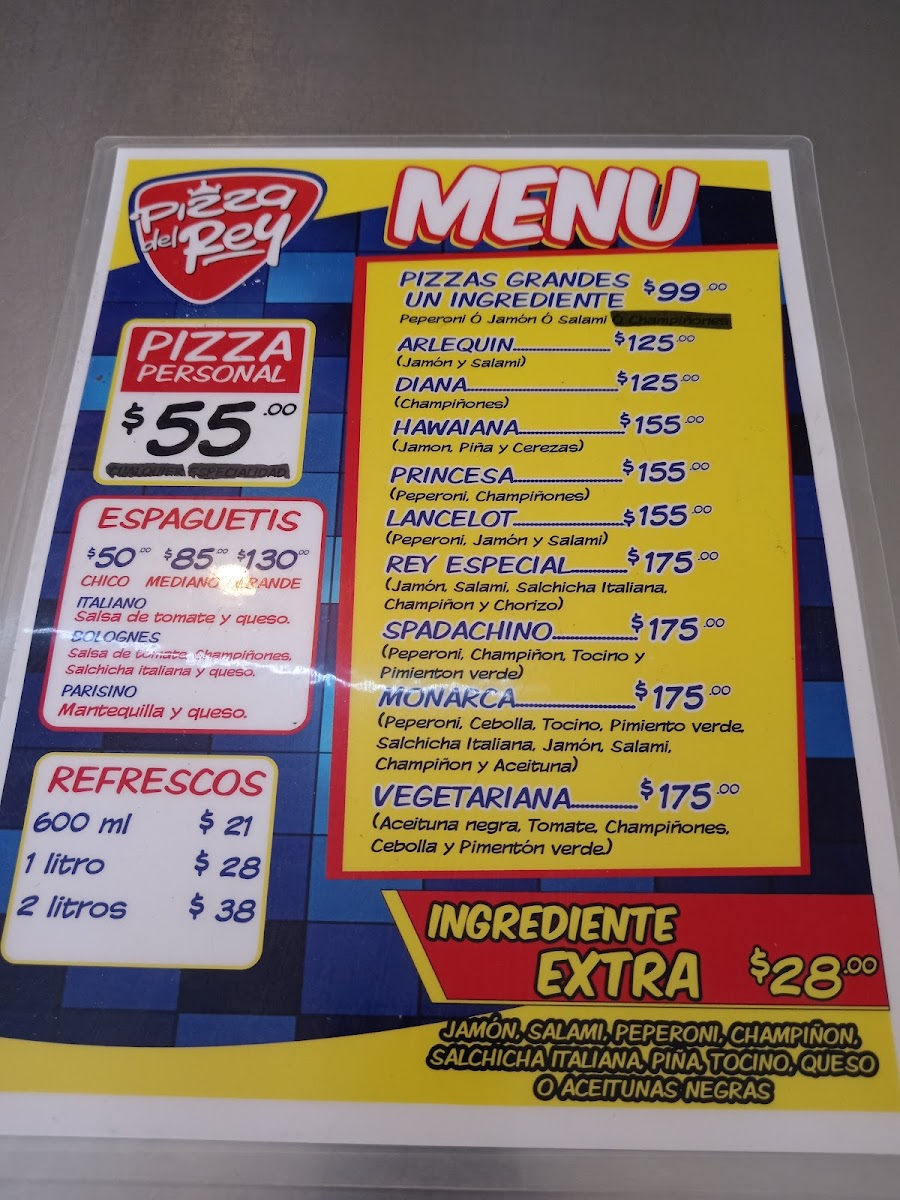 Pizza
del Rey
MENU
PIZZA
PERSONAL
$55.00
CUALQUIER ESPECIALIDAD
ESPAGUETIS
$50.00 $85.00 $130.00
CHICO MEDIANO GRANDE
ITALIANO
Salsa de tomate y queso.
BOLOGNES
Salsa de tomate, Champiñones,
Salchicha italiana y queso.
PARISINO
Mantequilla y queso.
REFRESCOS
600 ml $ 21
1 litro $ 28
2 litros $ 38
PIZZAS GRANDES
UN INGREDIENTE $99.00
Peperoni Ó Jamón Ó Salami Ó Champiñones
ARLEQUIN..................$125.00
(Jamón y Salami)
DIANA..................$125.00
(Champiñones)
HAWAIANA..................$155.00
(Jamon, Piña y Cerezas)
PRINCESA..................$155.00
(Peperoni, Champiñones)
LANCELOT..................$155.00
(Peperoni, Jamón y Salami)
REY ESPECIAL............$175.00
(Jamón, Salami, Salchicha Italiana,
Champiñon y Chorizo)
SPADACHINO..................$175.00
(Peperoni, Champiñon, Tocino y
Pimienton verde)
MONARCA..................$175.00
(Peperoni, Cebolla, Tocino, Pimiento verde,
Salchicha Italiana, Jamón, Salami,
Champiñon y Aceituna)
VEGETARIANA............$175.00
(Aceituna negra, Tomate, Champiñones,
Cebolla y Pimentón verde)
INGREDIENTE
EXTRA $28.00
JAMÓN, SALAMI, PEPERONI, CHAMPIÑON,
SALCHICHA ITALIANA, PIÑA, TOCINO, QUESO
O ACEITUNAS NEGRAS